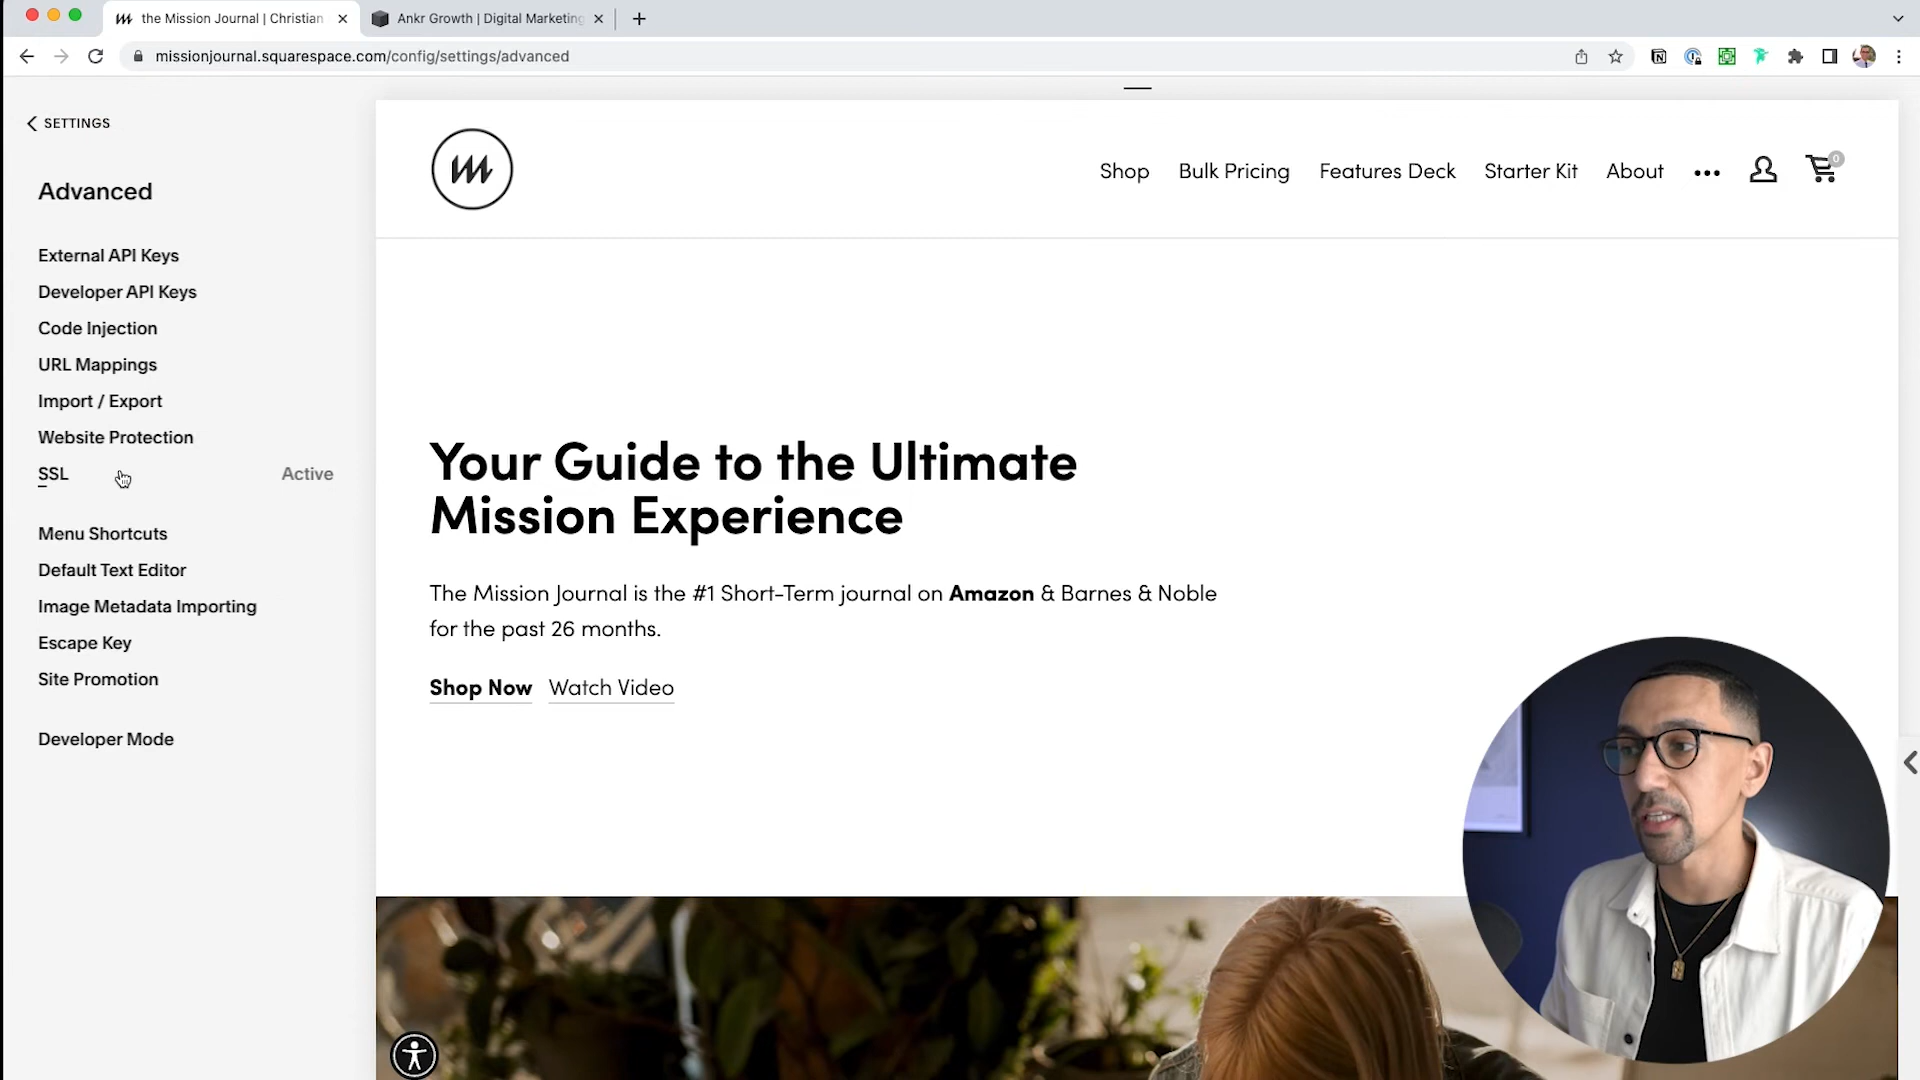 the Mission Journal | Christian
Ankr Growth | Digital Marketing
missionjournal.squarespace.com/config/settings/advanced
SETTINGS
Advanced
External API Keys
Developer API Keys
Code Injection
URL Mappings
Import / Export
Website Protection
SSL Active
Menu Shortcuts
Default Text Editor
Image Metadata Importing
Escape Key
Site Promotion
Developer Mode
Shop Bulk Pricing Features Deck Starter Kit About 0
Your Guide to the Ultimate
Mission Experience
The Mission Journal is the #1 Short-Term journal on Amazon & Barnes & Noble
for the past 26 months.
Shop Now Watch Video